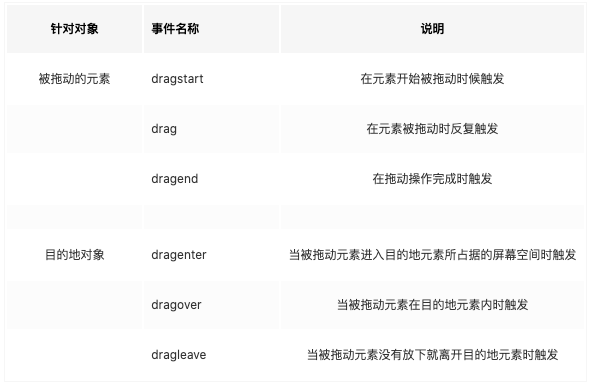 针对对象 事件名称 说明
被拖动的元素 dragstart 在元素开始被拖动时候触发
drag 在元素被拖动时反复触发
dragend 在拖动操作完成时触发
目的地对象 dragenter 当被拖动元素进入目的地元素所占据的屏幕空间时触发
dragover 当被拖动元素在目的地元素内时触发
dragleave 当被拖动元素没有放下就离开目的地元素时触发